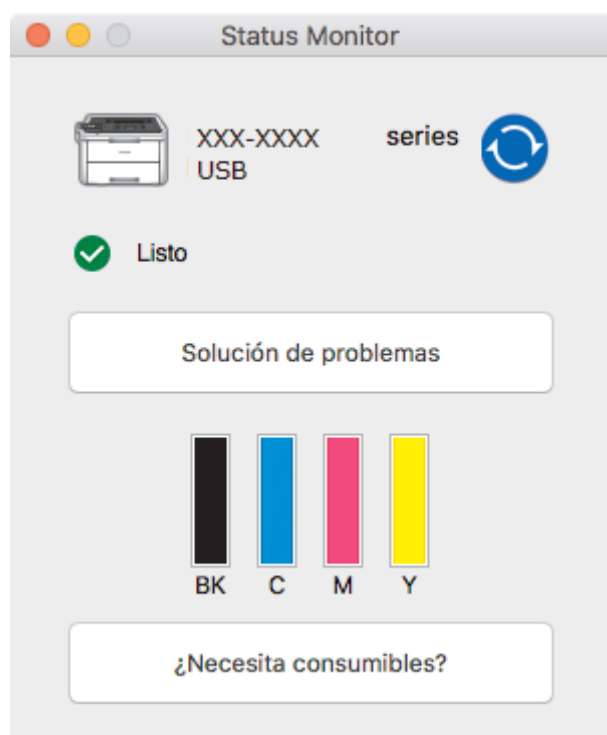 Status Monitor
XXX-XXXX series
USB
Listo
Solución de problemas
BK C M Y
¿Necesita consumibles?